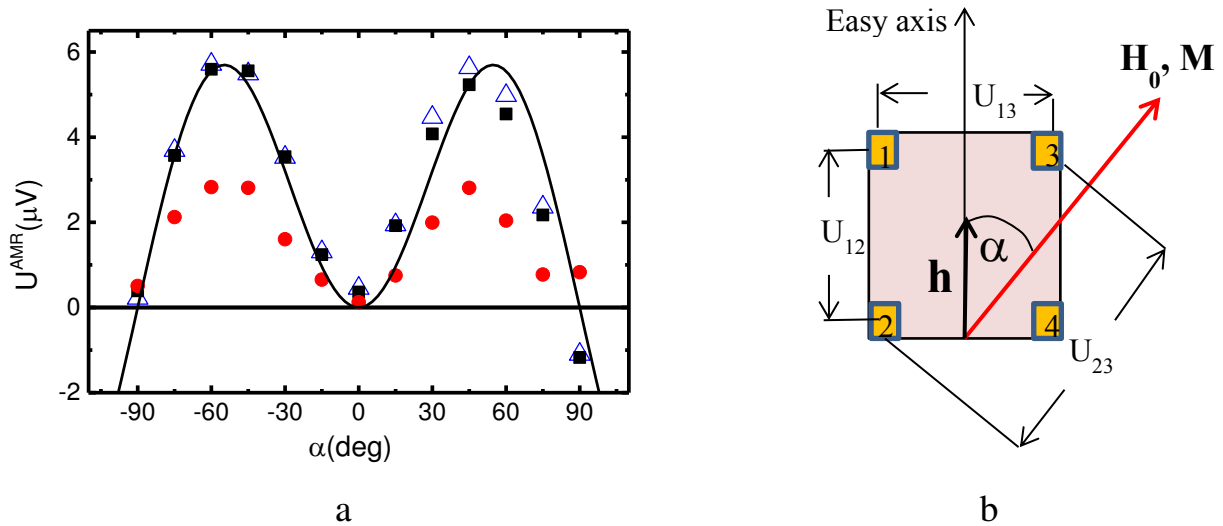 6
4
2
0
-2
-90 -60 -30 0 30 60 90
U^AMR(μV)
α(deg)
a
Easy axis
H₀, M
U₁₃
1
3
U₁₂
α
h
2
4
U₂₃
b